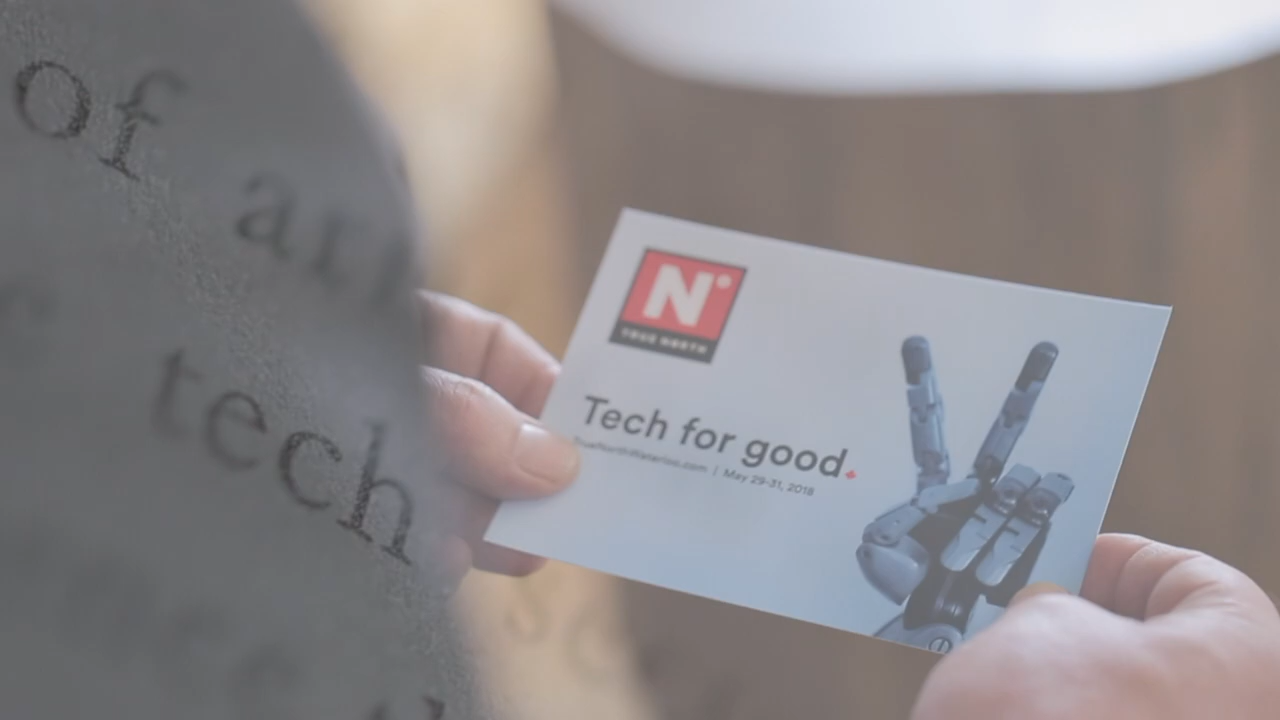 of
tech
N°
TRUE NORTH
Tech for good.
TrueNorthWaterloo.com | May 29-31, 2018